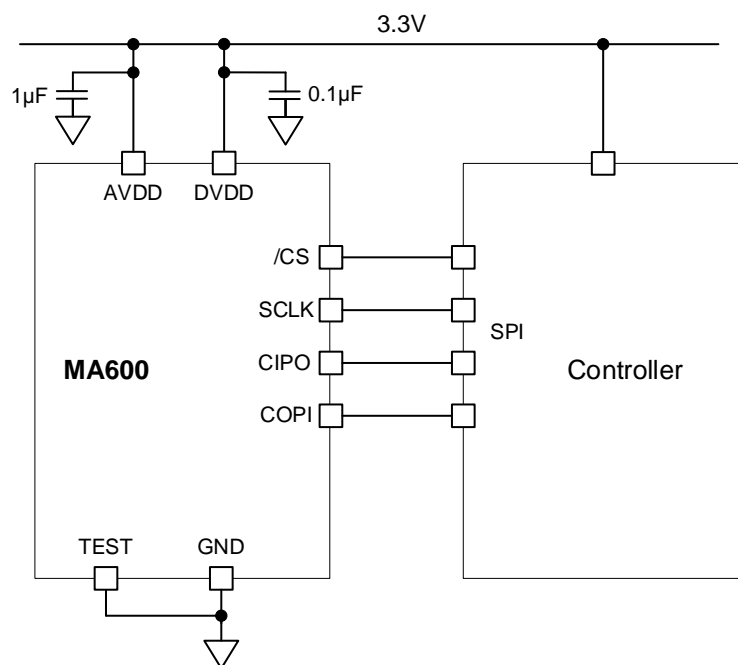 3.3V
1µF
0.1µF
AVDD
DVDD
/CS
SCLK
SPI
MA600
CIPO
Controller
COPI
TEST
GND